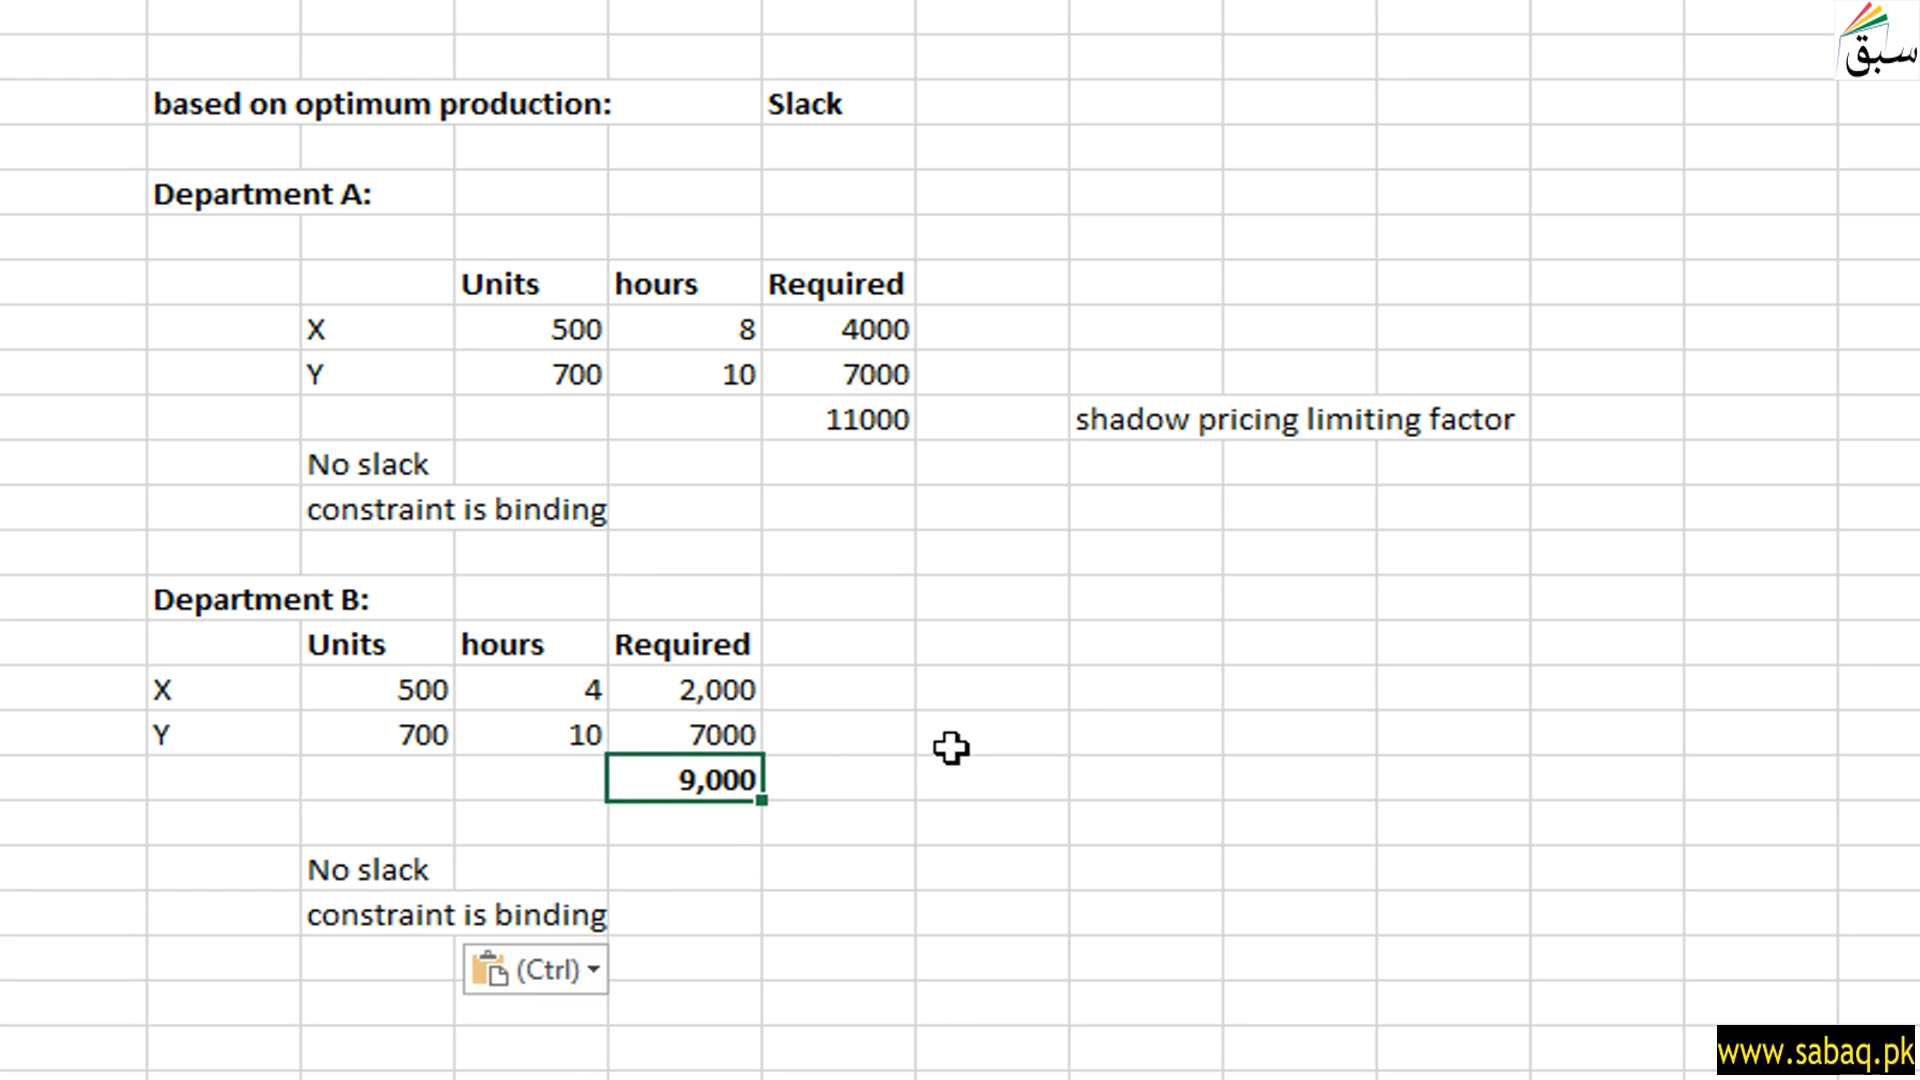 سبق
based on optimum production: Slack
Department A:
Units hours Required
X 500 8 4000
Y 700 10 7000
11000 shadow pricing limiting factor
No slack
constraint is binding
Department B:
Units hours Required
X 500 4 2,000
Y 700 10 7000
9,000
No slack
constraint is binding
(Ctrl)
www.sabaq.pk